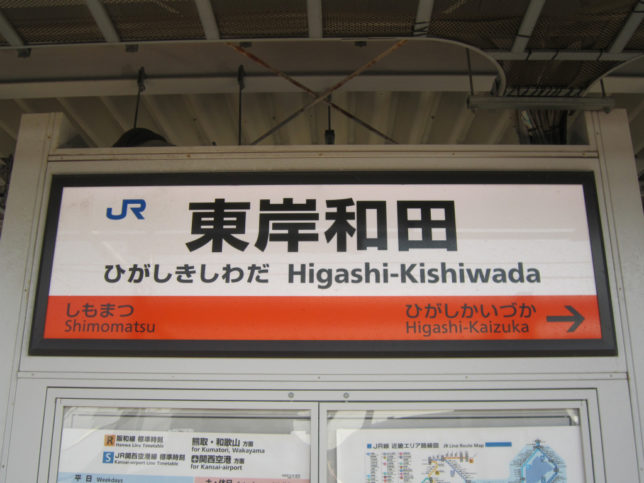 JR 東岸和田
ひがしきしわだ Higashi-Kishiwada
しもまつ
Shimomatsu
ひがしかいづか
Higashi-Kaizuka
R 阪和線 標準時刻
Hanwa Line Timetable
S JR関西空港線 標準時刻
Kansai-airport Line Timetable
平日 Weekdays
熊取・和歌山 方面
for Kumatori, Wakayama
関西空港 方面
for Kansai-airport
JR線 近畿エリア路線図 JR Line Route Map